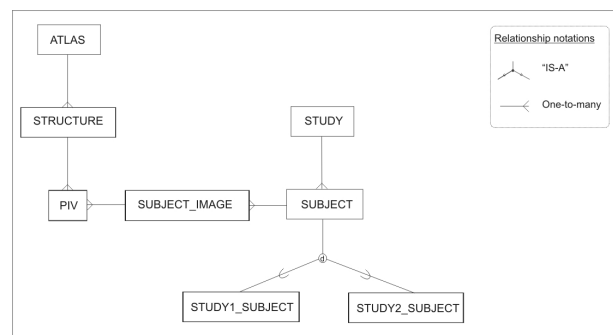 ATLAS
Relationship notations
"IS-A"
One-to-many
STRUCTURE
STUDY
PIV
SUBJECT_IMAGE
SUBJECT
d
STUDY1_SUBJECT
STUDY2_SUBJECT